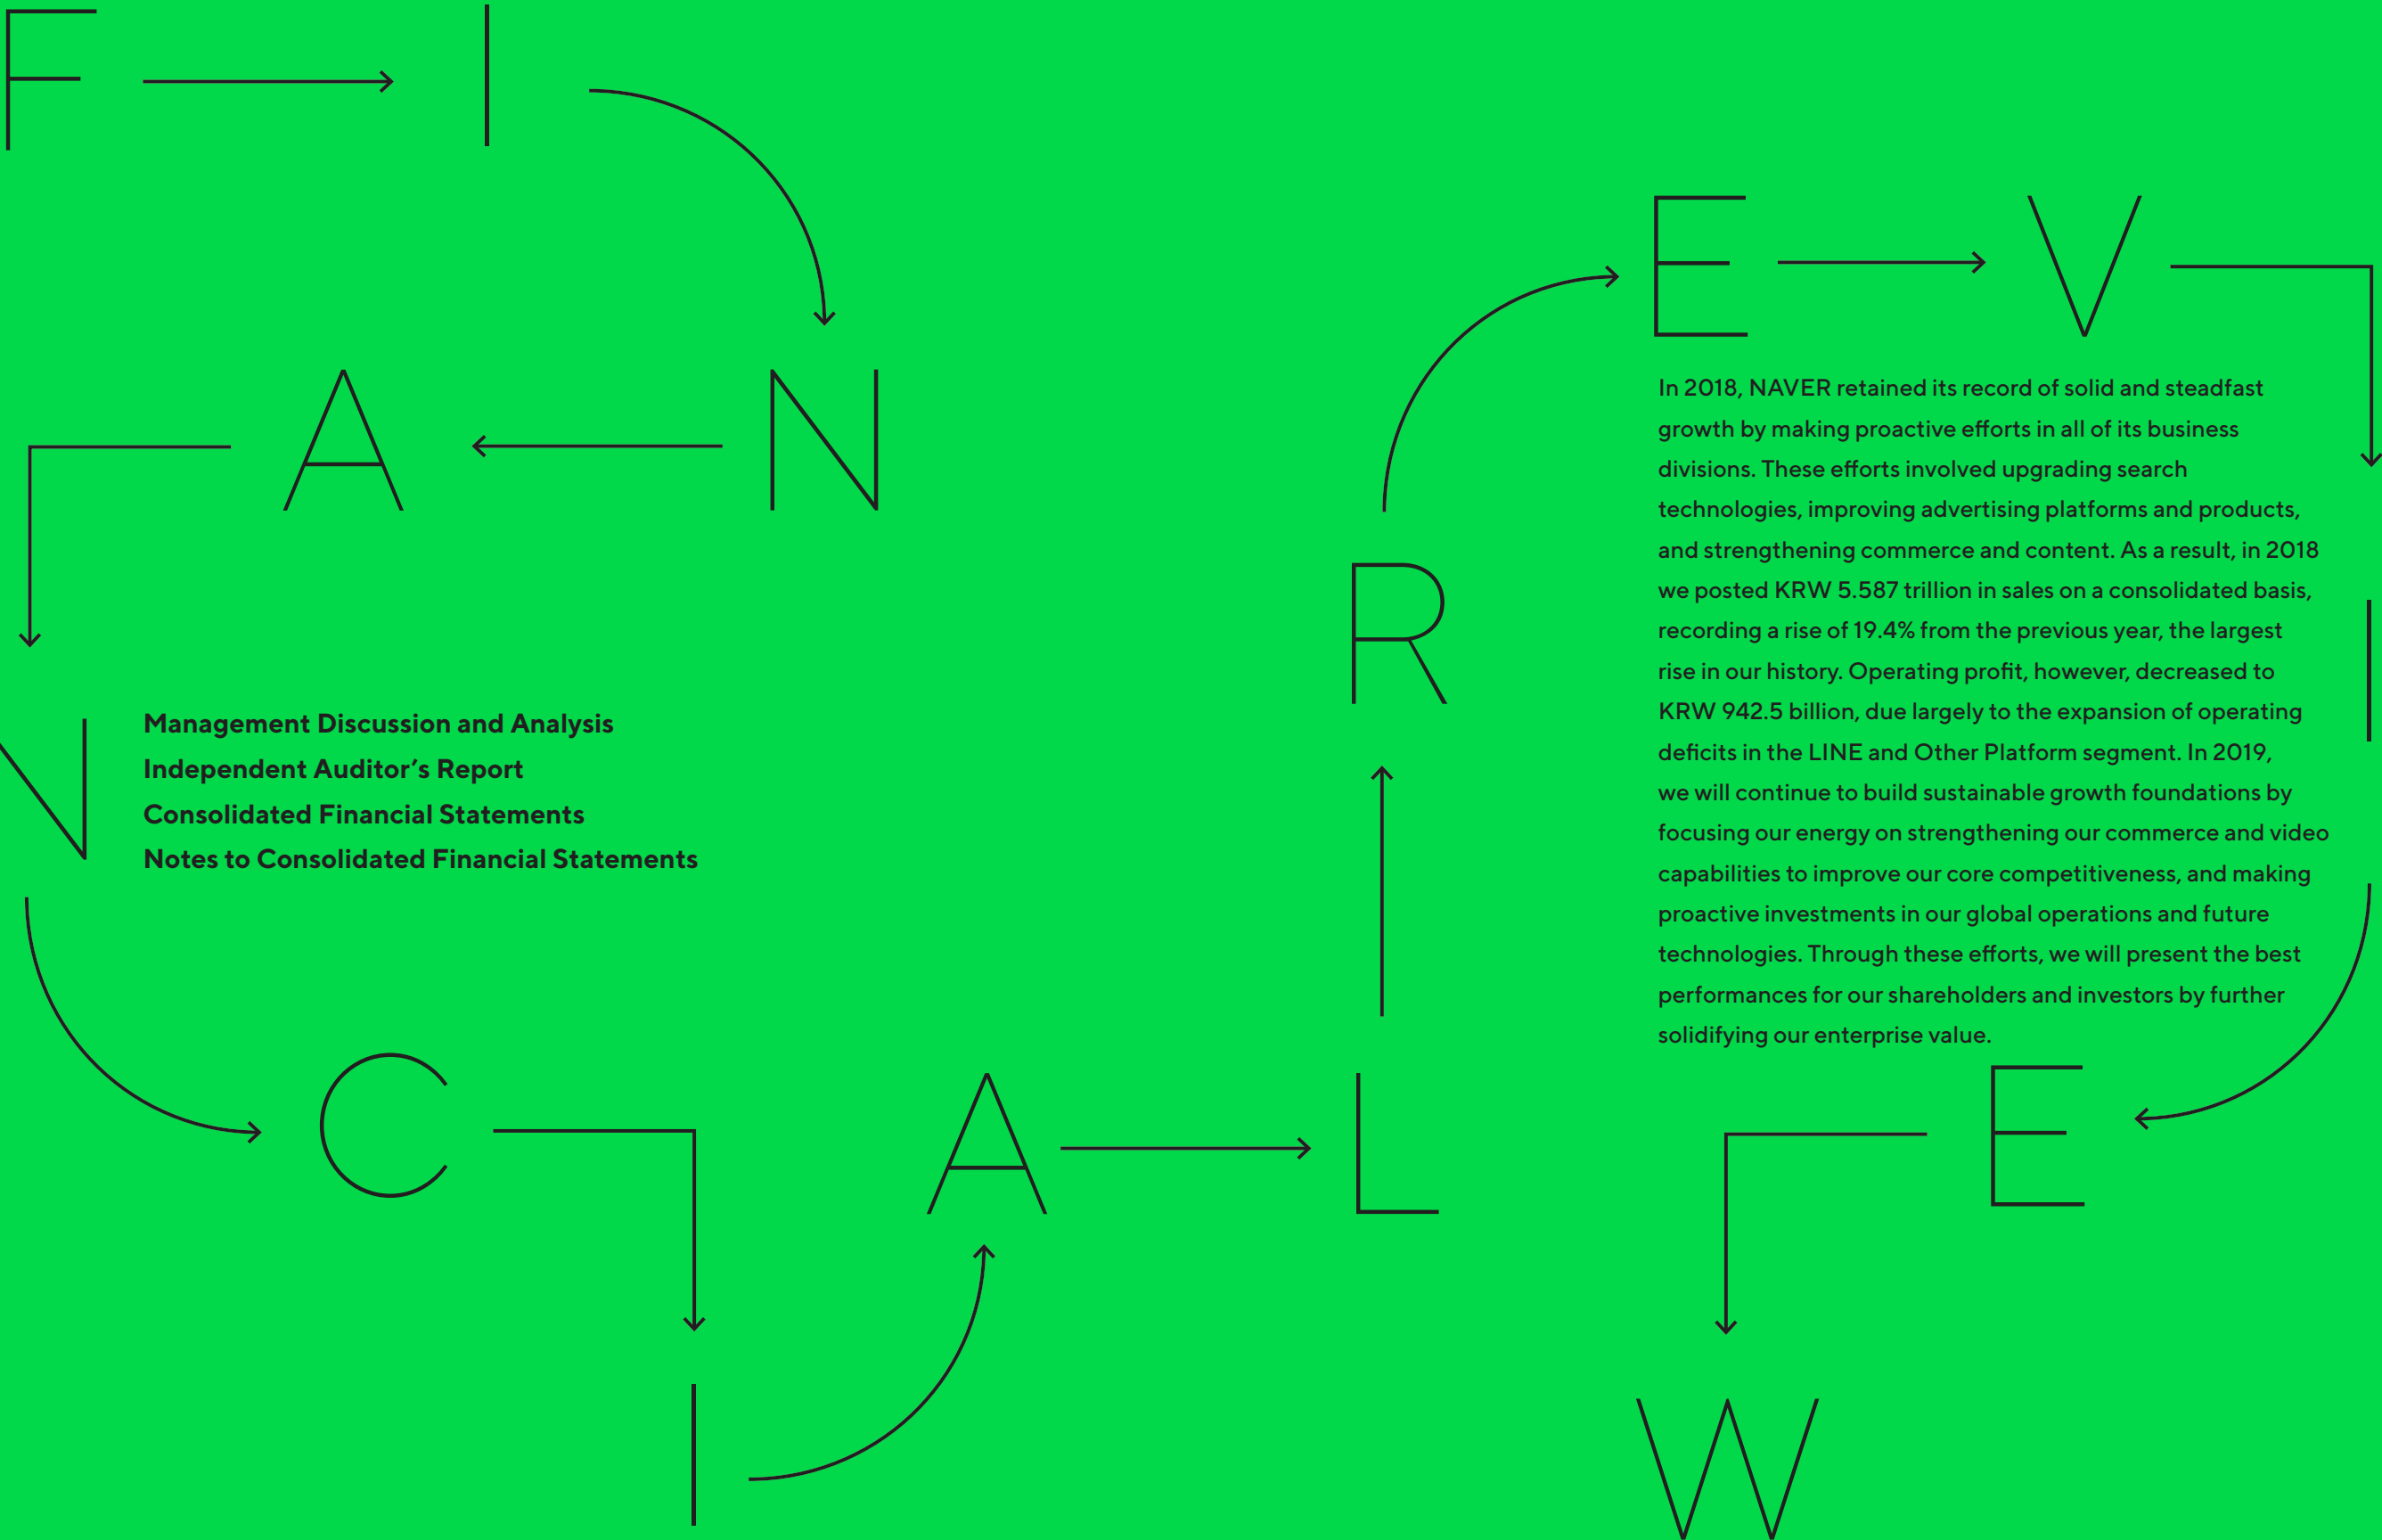 F I
N A
N
C
I
A L
R
E V
I
E
W
Management Discussion and Analysis
Independent Auditor’s Report
Consolidated Financial Statements
Notes to Consolidated Financial Statements
In 2018, NAVER retained its record of solid and steadfast
growth by making proactive efforts in all of its business
divisions. These efforts involved upgrading search
technologies, improving advertising platforms and products,
and strengthening commerce and content. As a result, in 2018
we posted KRW 5.587 trillion in sales on a consolidated basis,
recording a rise of 19.4% from the previous year, the largest
rise in our history. Operating profit, however, decreased to
KRW 942.5 billion, due largely to the expansion of operating
deficits in the LINE and Other Platform segment. In 2019,
we will continue to build sustainable growth foundations by
focusing our energy on strengthening our commerce and video
capabilities to improve our core competitiveness, and making
proactive investments in our global operations and future
technologies. Through these efforts, we will present the best
performances for our shareholders and investors by further
solidifying our enterprise value.